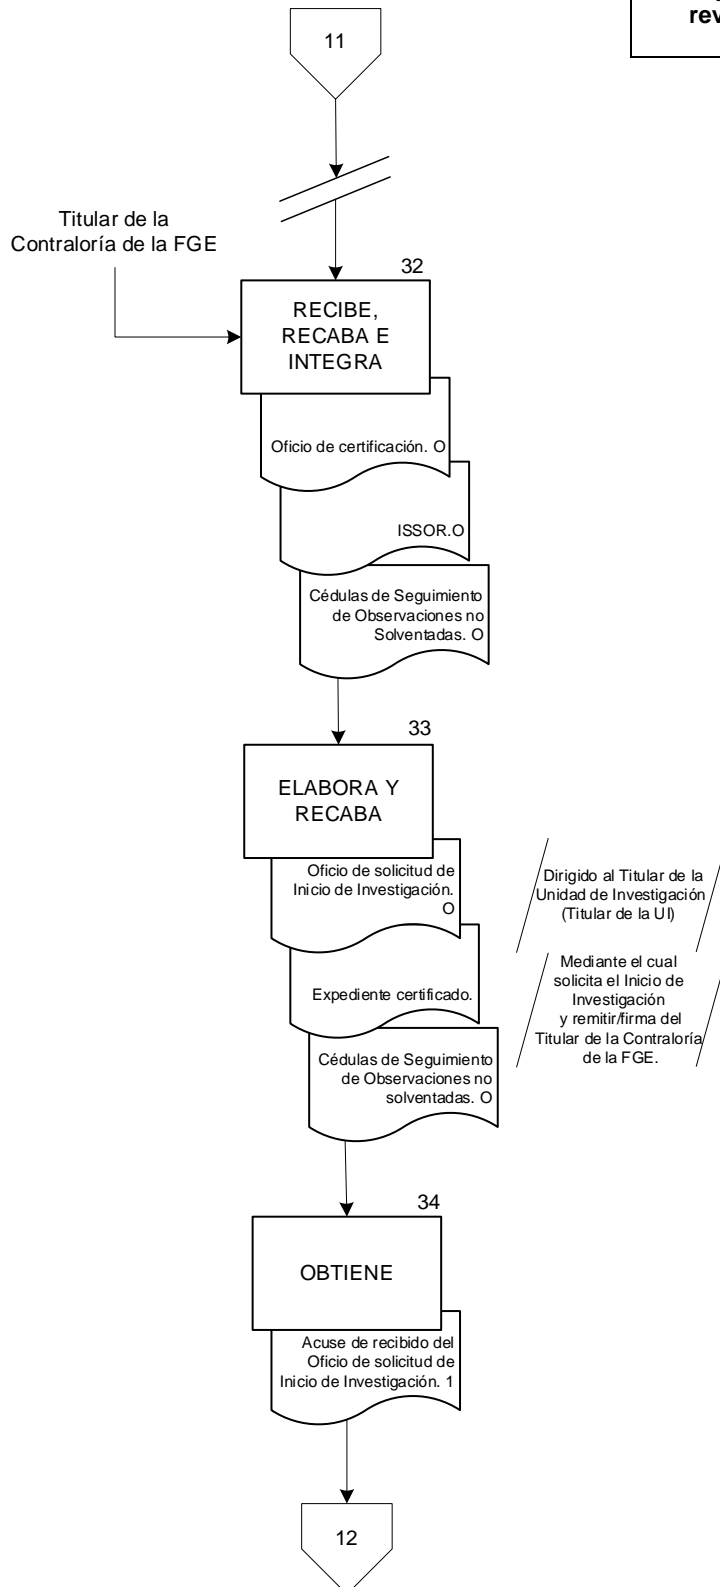 11
Titular de la
Contraloría de la FGE
32
RECIBE,
RECABA E
INTEGRA
Oficio de certificación. O
ISSOR.O
Cédulas de Seguimiento
de Observaciones no
Solventadas. O
33
ELABORA Y
RECABA
Oficio de solicitud de
Inicio de Investigación.
O
Expediente certificado.
Cédulas de Seguimiento
de Observaciones no
solventadas. O
Dirigido al Titular de la
Unidad de Investigación
(Titular de la UI)
Mediante el cual
solicita el Inicio de
Investigación
y remitir/firma del
Titular de la Contraloría
de la FGE.
34
OBTIENE
Acuse de recibido del
Oficio de solicitud de
Inicio de Investigación. 1
12